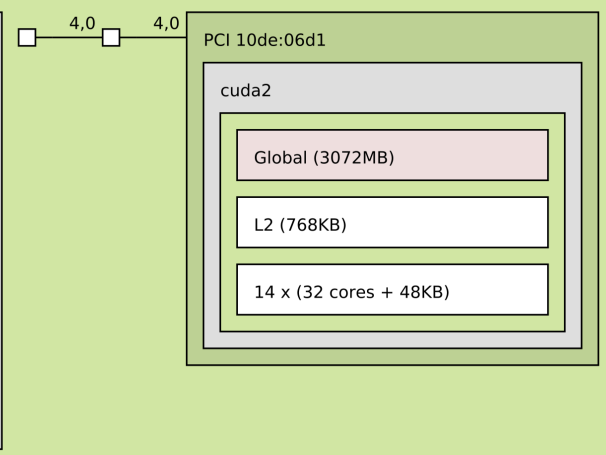 4,0 4,0
PCI 10de:06d1
cuda2
Global (3072MB)
L2 (768KB)
14 x (32 cores + 48KB)